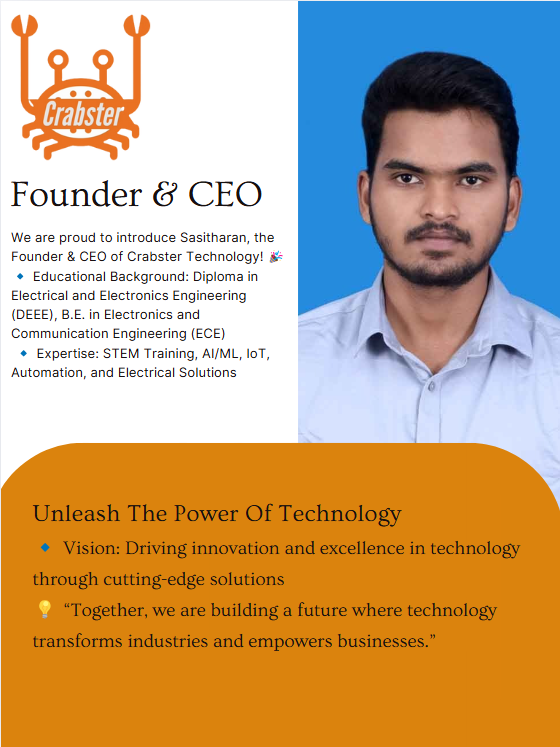 Crabster
Founder & CEO
We are proud to introduce Sasitharan, the
Founder & CEO of Crabster Technology! 🎉
🔹 Educational Background: Diploma in
Electrical and Electronics Engineering
(DEEE), B.E. in Electronics and
Communication Engineering (ECE)
🔹 Expertise: STEM Training, AI/ML, IoT,
Automation, and Electrical Solutions
Unleash The Power Of Technology
🔹 Vision: Driving innovation and excellence in technology
through cutting-edge solutions
💡 “Together, we are building a future where technology
transforms industries and empowers businesses.”